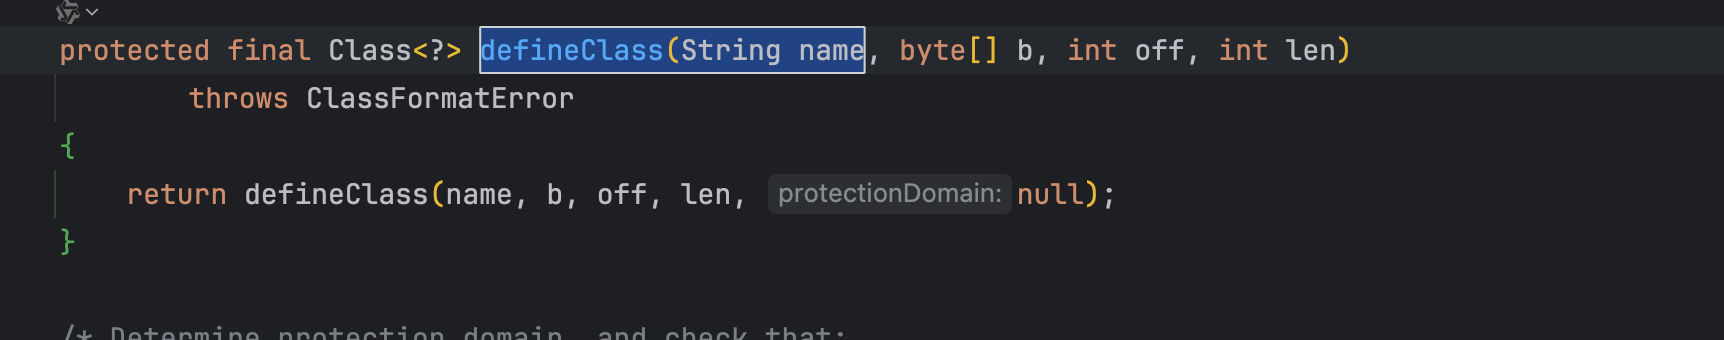 protected final Class<?> defineClass(String name, byte[] b, int off, int len)
throws ClassFormatError
{
return defineClass(name, b, off, len, protectionDomain: null);
}
/* Determine protection domain, and check that: